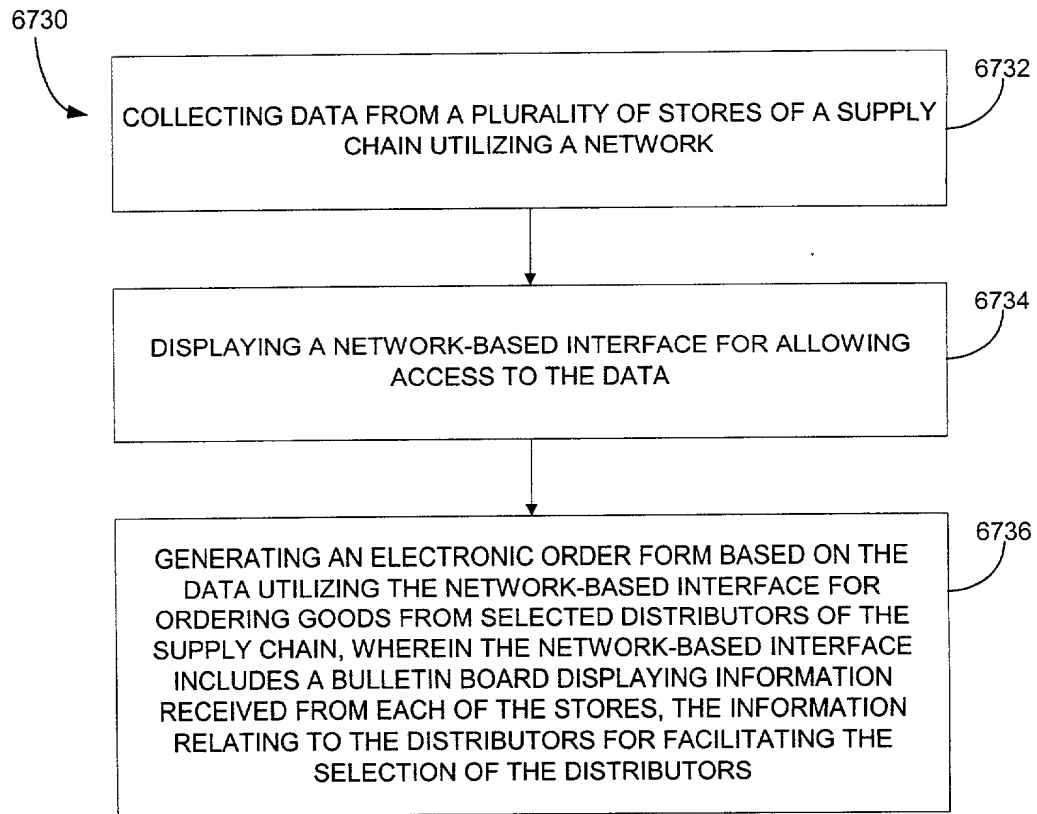 6730
6732
COLLECTING DATA FROM A PLURALITY OF STORES OF A SUPPLY
CHAIN UTILIZING A NETWORK
6734
DISPLAYING A NETWORK-BASED INTERFACE FOR ALLOWING
ACCESS TO THE DATA
6736
GENERATING AN ELECTRONIC ORDER FORM BASED ON THE
DATA UTILIZING THE NETWORK-BASED INTERFACE FOR
ORDERING GOODS FROM SELECTED DISTRIBUTORS OF THE
SUPPLY CHAIN, WHEREIN THE NETWORK-BASED INTERFACE
INCLUDES A BULLETIN BOARD DISPLAYING INFORMATION
RECEIVED FROM EACH OF THE STORES, THE INFORMATION
RELATING TO THE DISTRIBUTORS FOR FACILITATING THE
SELECTION OF THE DISTRIBUTORS